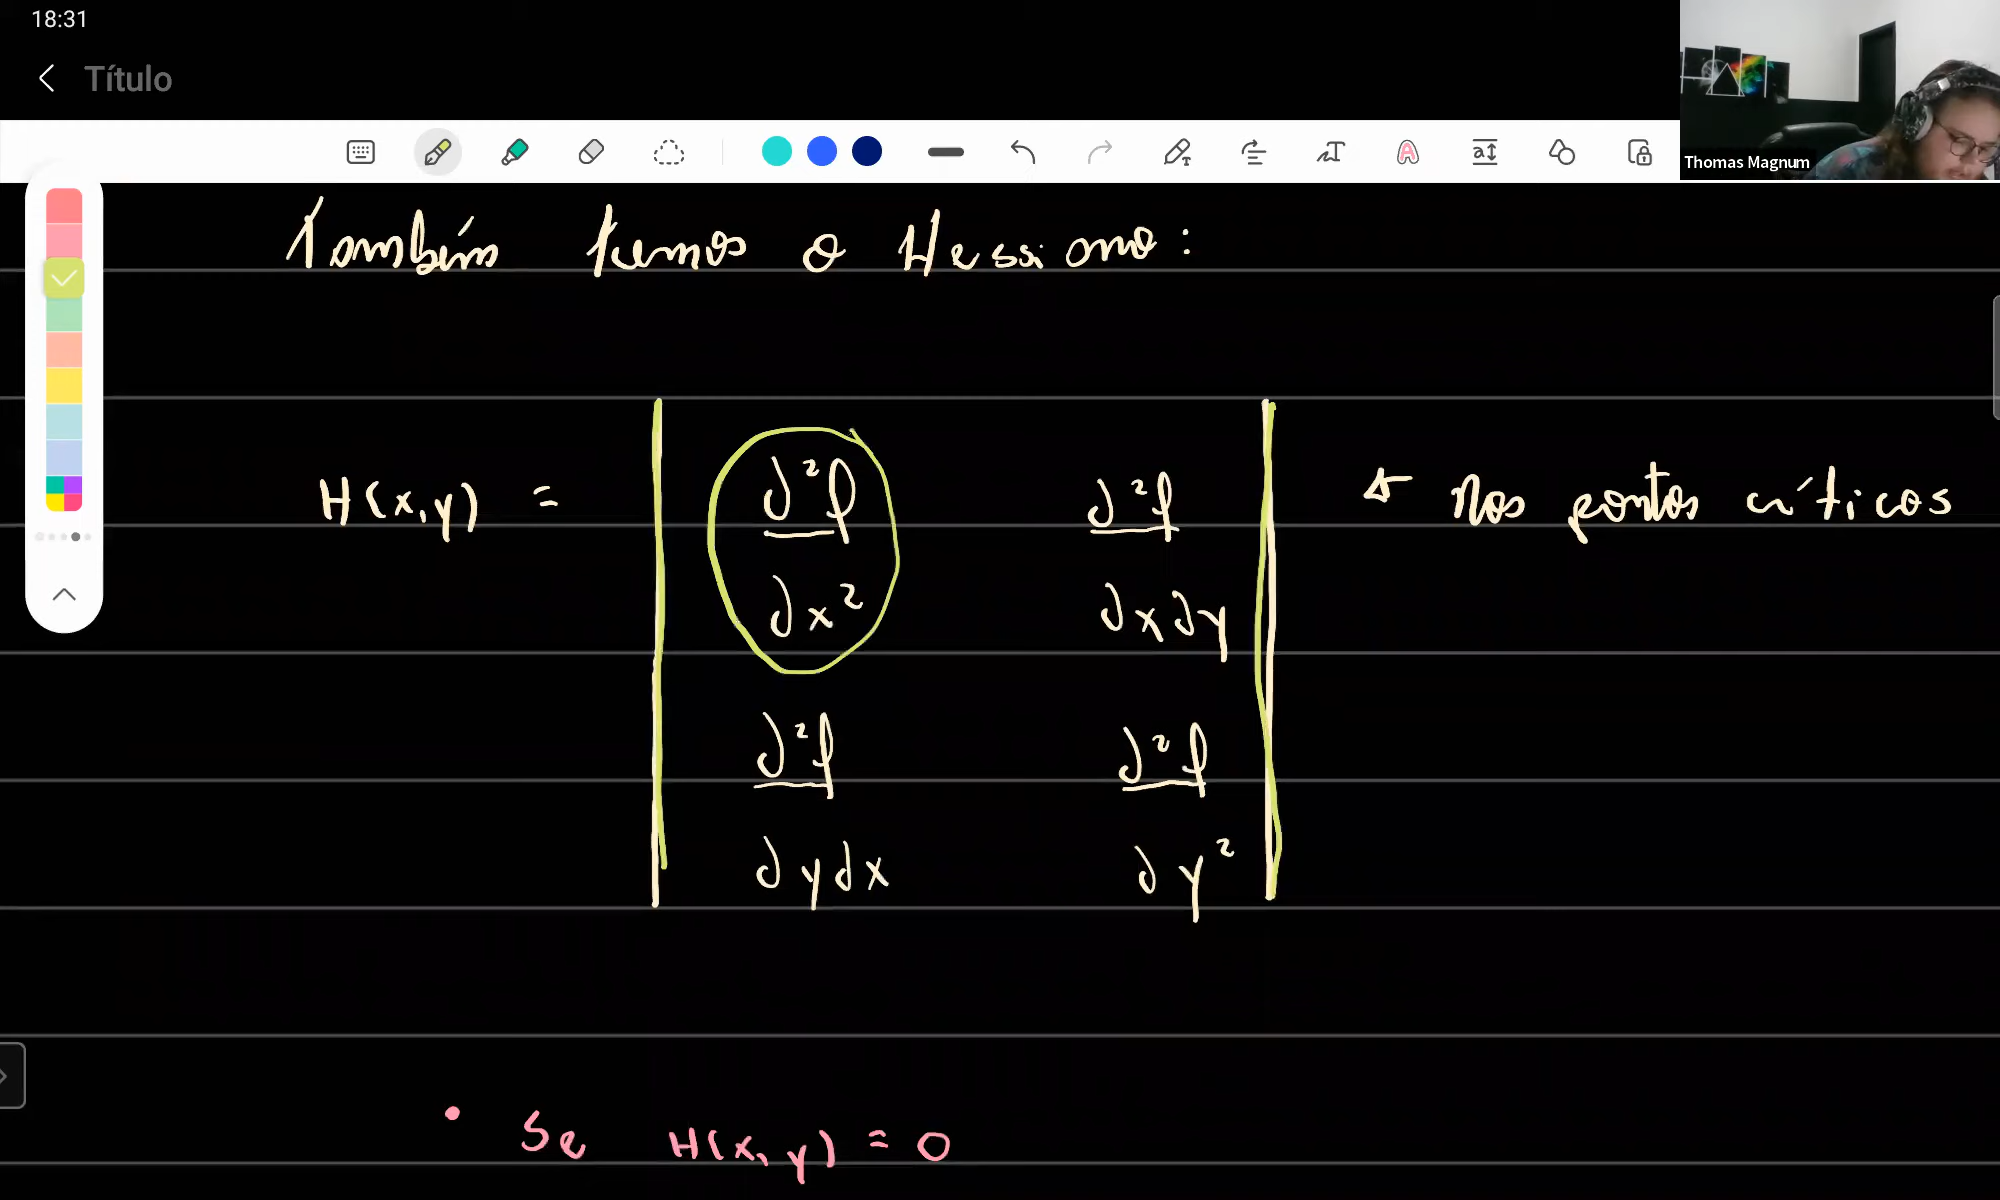 18:31
Título
Thomas Magnum
Também temos o Hessiano:
H(x,y) = | ∂²f/∂x² ∂²f/∂x∂y | * Nos pontos críticos
| ∂²f/∂y∂x ∂²f/∂y² |
• Se H(x,y) = 0